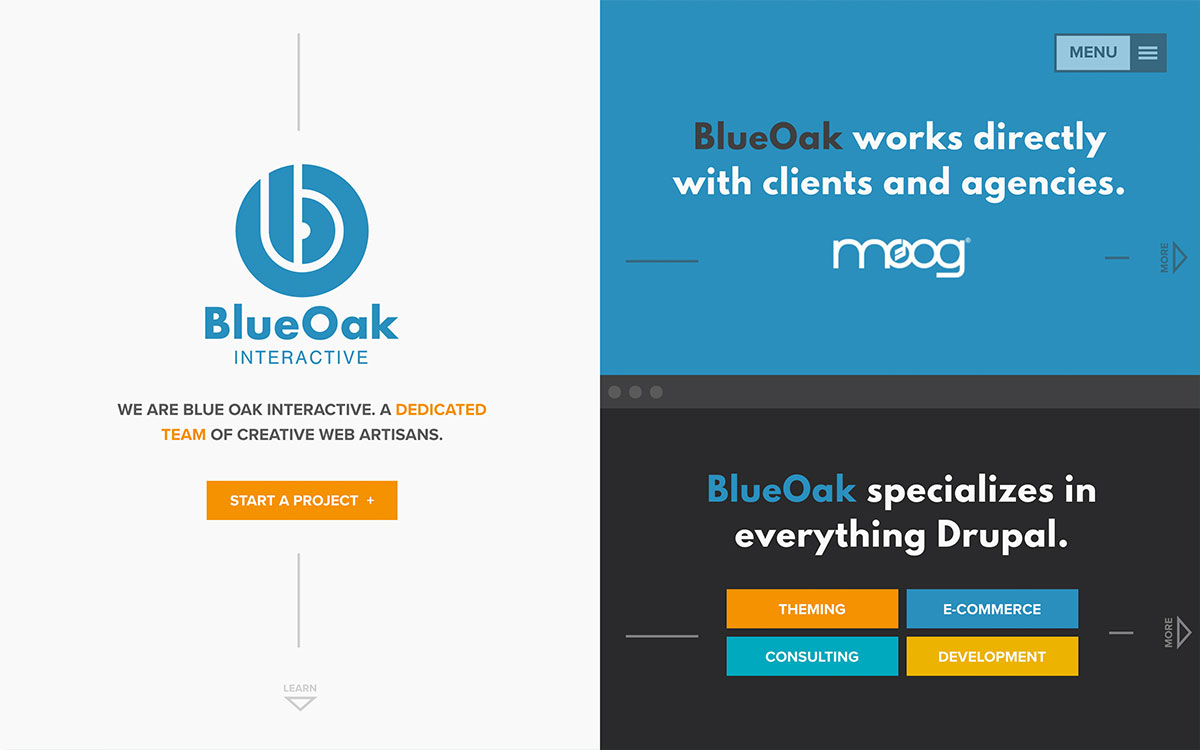 BlueOak
INTERACTIVE
WE ARE BLUE OAK INTERACTIVE. A DEDICATED
TEAM OF CREATIVE WEB ARTISANS.
START A PROJECT +
LEARN
MENU
BlueOak works directly
with clients and agencies.
moog®
MORE
BlueOak specializes in
everything Drupal.
THEMING
E-COMMERCE
CONSULTING
DEVELOPMENT
MORE